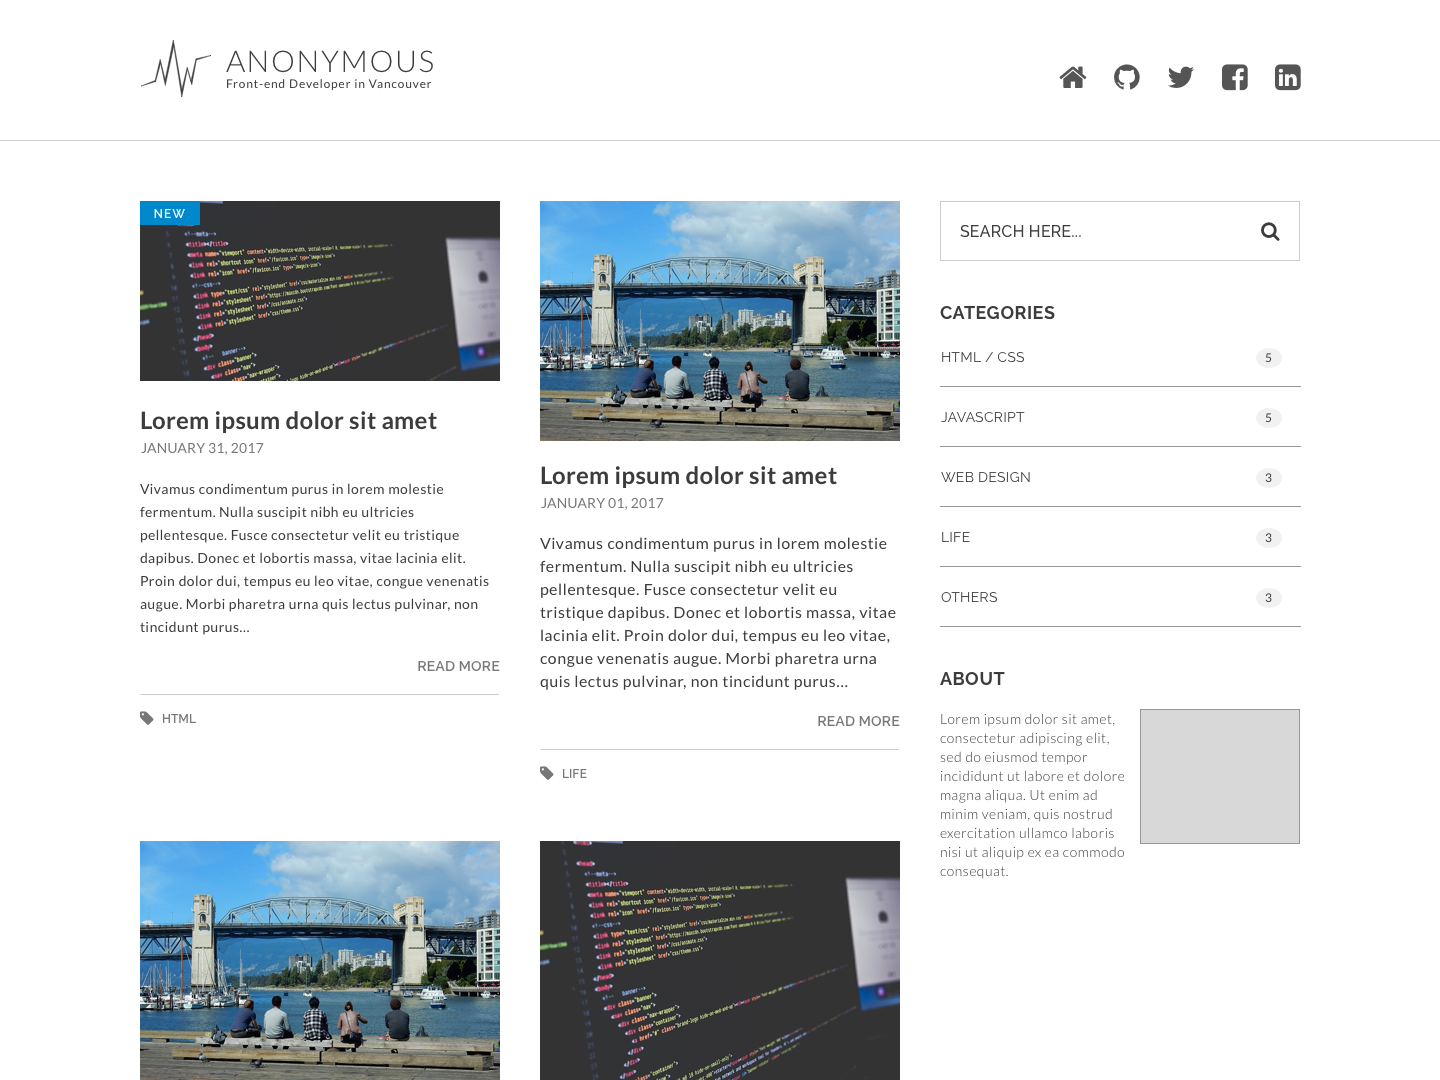 ANONYMOUS
Front-end Developer in Vancouver
NEW
Lorem ipsum dolor sit amet
JANUARY 31, 2017
Vivamus condimentum purus in lorem molestie
fermentum. Nulla suscipit nibh eu ultricies
pellentesque. Fusce consectetur velit eu tristique
dapibus. Donec et lobortis massa, vitae lacinia elit.
Proin dolor dui, tempus eu leo vitae, congue venenatis
augue. Morbi pharetra urna quis lectus pulvinar, non
tincidunt purus...
READ MORE
HTML
Lorem ipsum dolor sit amet
JANUARY 01, 2017
Vivamus condimentum purus in lorem molestie
fermentum. Nulla suscipit nibh eu ultricies
pellentesque. Fusce consectetur velit eu
tristique dapibus. Donec et lobortis massa, vitae
lacinia elit. Proin dolor dui, tempus eu leo vitae,
congue venenatis augue. Morbi pharetra urna
quis lectus pulvinar, non tincidunt purus...
READ MORE
LIFE
SEARCH HERE...
CATEGORIES
HTML / CSS 5
JAVASCRIPT 5
WEB DESIGN 3
LIFE 3
OTHERS 3
ABOUT
Lorem ipsum dolor sit amet,
consectetur adipiscing elit,
sed do eiusmod tempor
incididunt ut labore et dolore
magna aliqua. Ut enim ad
minim veniam, quis nostrud
exercitation ullamco laboris
nisi ut aliquip ex ea commodo
consequat.